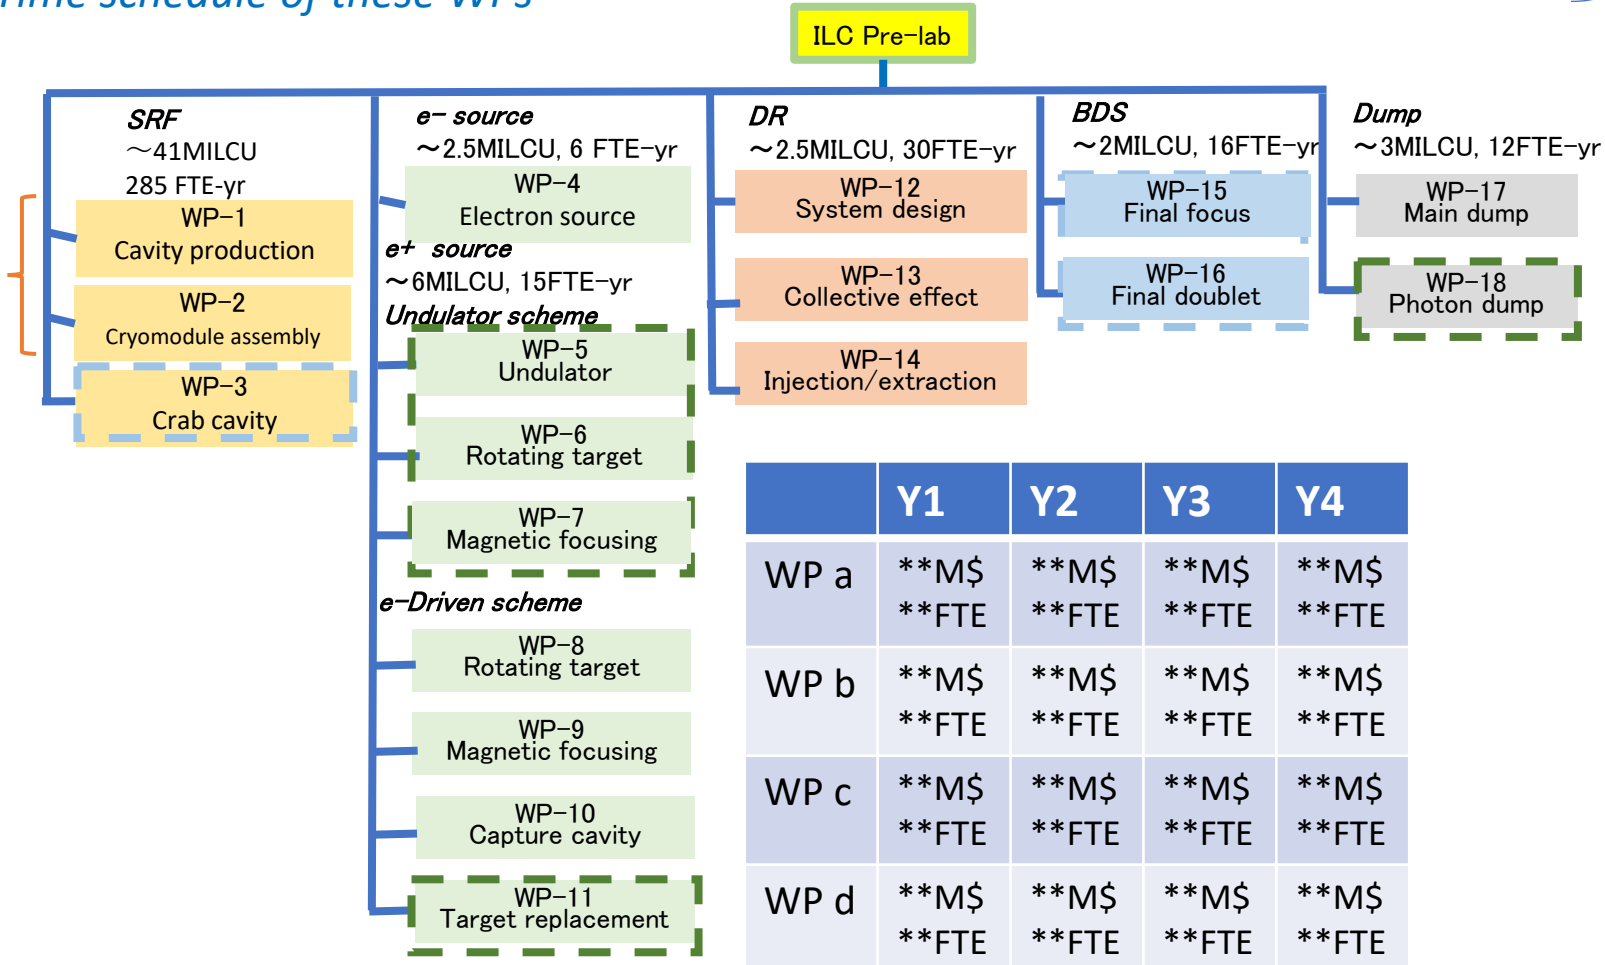 Time schedule of these WPs
ILC Pre-lab
SRF
～41MILCU
285 FTE-yr
WP-1
Cavity production
WP-2
Cryomodule assembly
WP-3
Crab cavity
e- source
～2.5MILCU, 6 FTE-yr
WP-4
Electron source
e+ source
～6MILCU, 15FTE-yr
Undulator scheme
WP-5
Undulator
WP-6
Rotating target
WP-7
Magnetic focusing
e-Driven scheme
WP-8
Rotating target
WP-9
Magnetic focusing
WP-10
Capture cavity
WP-11
Target replacement
DR
～2.5MILCU, 30FTE-yr
WP-12
System design
WP-13
Collective effect
WP-14
Injection/extraction
BDS
～2MILCU, 16FTE-yr
WP-15
Final focus
WP-16
Final doublet
Dump
～3MILCU, 12FTE-yr
WP-17
Main dump
WP-18
Photon dump
Y1 Y2 Y3 Y4
WP a **M$ **M$ **M$ **M$
**FTE **FTE **FTE **FTE
WP b **M$ **M$ **M$ **M$
**FTE **FTE **FTE **FTE
WP c **M$ **M$ **M$ **M$
**FTE **FTE **FTE **FTE
WP d **M$ **M$ **M$ **M$
**FTE **FTE **FTE **FTE